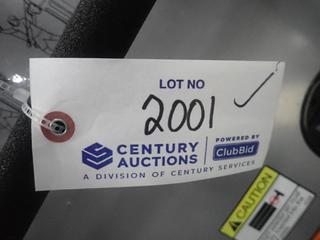 LOT NO
2001
CENTURY AUCTIONS
POWERED BY
ClubBid
A DIVISION OF CENTURY SERVICES
CAUTION